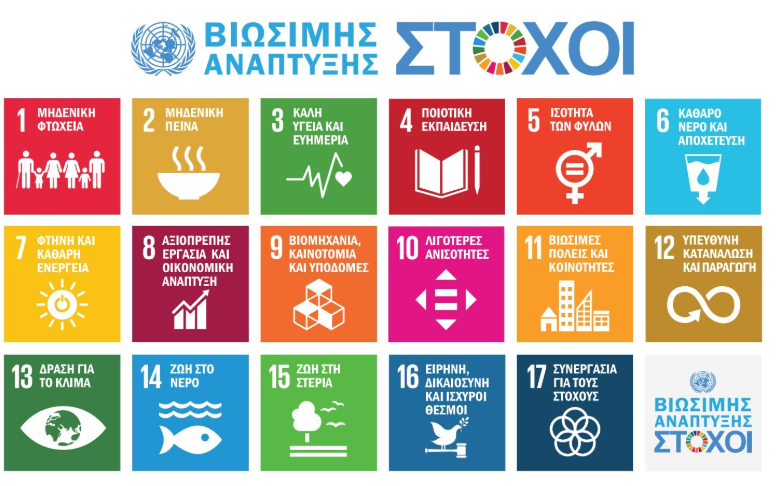 ΒΙΩΣΙΜΗΣ
ΑΝΑΠΤΥΞΗΣ
ΣΤΟΧΟΙ
1 ΜΗΔΕΝΙΚΗ
ΦΤΩΧΕΙΑ
2 ΜΗΔΕΝΙΚΗ
ΠΕΙΝΑ
3 ΚΑΛΗ
ΥΓΕΙΑ ΚΑΙ
ΕΥΗΜΕΡΙΑ
4 ΠΟΙΟΤΙΚΗ
ΕΚΠΑΙΔΕΥΣΗ
5 ΙΣΟΤΗΤΑ
ΤΩΝ ΦΥΛΩΝ
6 ΚΑΘΑΡΟ
ΝΕΡΟ ΚΑΙ
ΑΠΟΧΕΤΕΥΣΗ
7 ΦΤΗΝΗ ΚΑΙ
ΚΑΘΑΡΗ
ΕΝΕΡΓΕΙΑ
8 ΑΞΙΟΠΡΕΠΗΣ
ΕΡΓΑΣΙΑ ΚΑΙ
ΟΙΚΟΝΟΜΙΚΗ
ΑΝΑΠΤΥΞΗ
9 ΒΙΟΜΗΧΑΝΙΑ,
ΚΑΙΝΟΤΟΜΙΑ
ΚΑΙ ΥΠΟΔΟΜΕΣ
10 ΛΙΓΟΤΕΡΕΣ
ΑΝΙΣΟΤΗΤΕΣ
11 ΒΙΩΣΙΜΕΣ
ΠΟΛΕΙΣ ΚΑΙ
ΚΟΙΝΟΤΗΤΕΣ
12 ΥΠΕΥΘΥΝΗ
ΚΑΤΑΝΑΛΩΣΗ
ΚΑΙ ΠΑΡΑΓΩΓΗ
13 ΔΡΑΣΗ ΓΙΑ
ΤΟ ΚΛΙΜΑ
14 ΖΩΗ ΣΤΟ
ΝΕΡΟ
15 ΖΩΗ ΣΤΗ
ΣΤΕΡΙΑ
16 ΕΙΡΗΝΗ,
ΔΙΚΑΙΟΣΥΝΗ
ΚΑΙ ΙΣΧΥΡΟΙ
ΘΕΣΜΟΙ
17 ΣΥΝΕΡΓΑΣΙΑ
ΓΙΑ ΤΟΥΣ
ΣΤΟΧΟΥΣ
ΒΙΩΣΙΜΗΣ
ΑΝΑΠΤΥΞΗΣ
ΣΤΟΧΟΙ